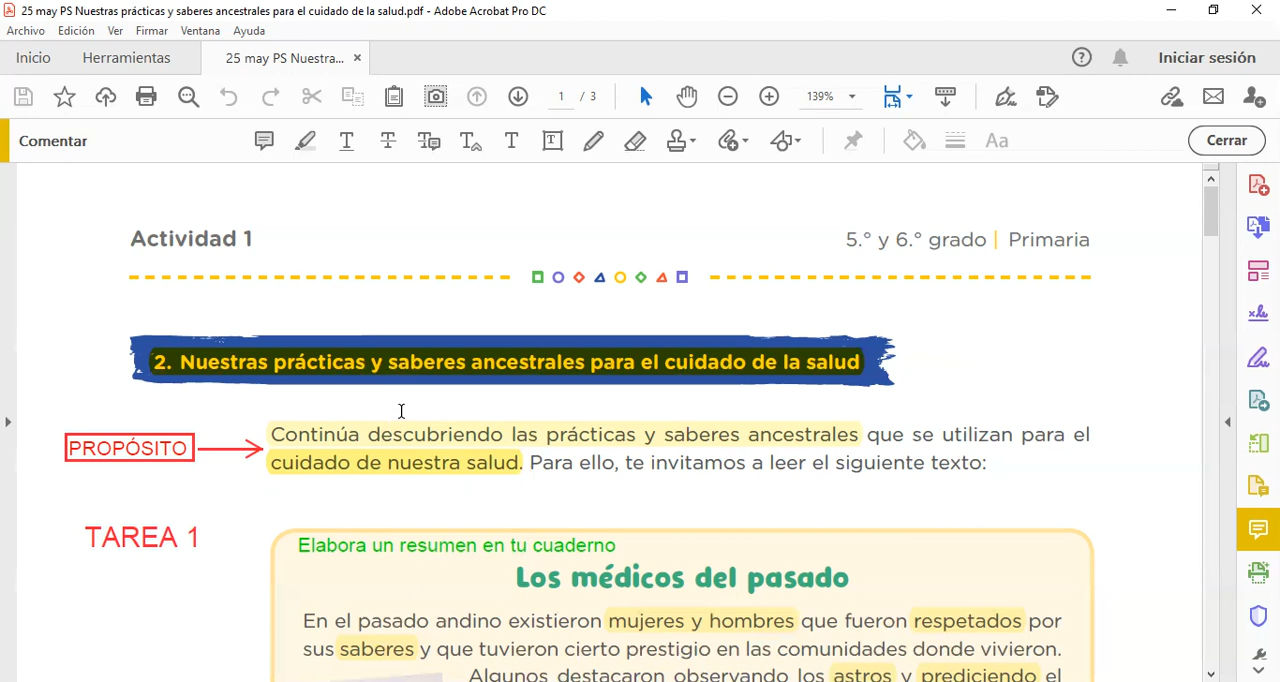 25 may PS Nuestras prácticas y saberes ancestrales para el cuidado de la salud.pdf - Adobe Acrobat Pro DC
Archivo Edición Ver Firmar Ventana Ayuda
Inicio Herramientas 25 may PS Nuestra... × Iniciar sesión
1 / 3 139%
Comentar Cerrar
Actividad 1 5.° y 6.° grado | Primaria
2. Nuestras prácticas y saberes ancestrales para el cuidado de la salud
Continúa descubriendo las prácticas y saberes ancestrales que se utilizan para el
PROPÓSITO
cuidado de nuestra salud. Para ello, te invitamos a leer el siguiente texto:
TAREA 1
Elabora un resumen en tu cuaderno
Los médicos del pasado
En el pasado andino existieron mujeres y hombres que fueron respetados por
sus saberes y que tuvieron cierto prestigio en las comunidades donde vivieron.
Algunos destacaron observando los astros y prediciendo el